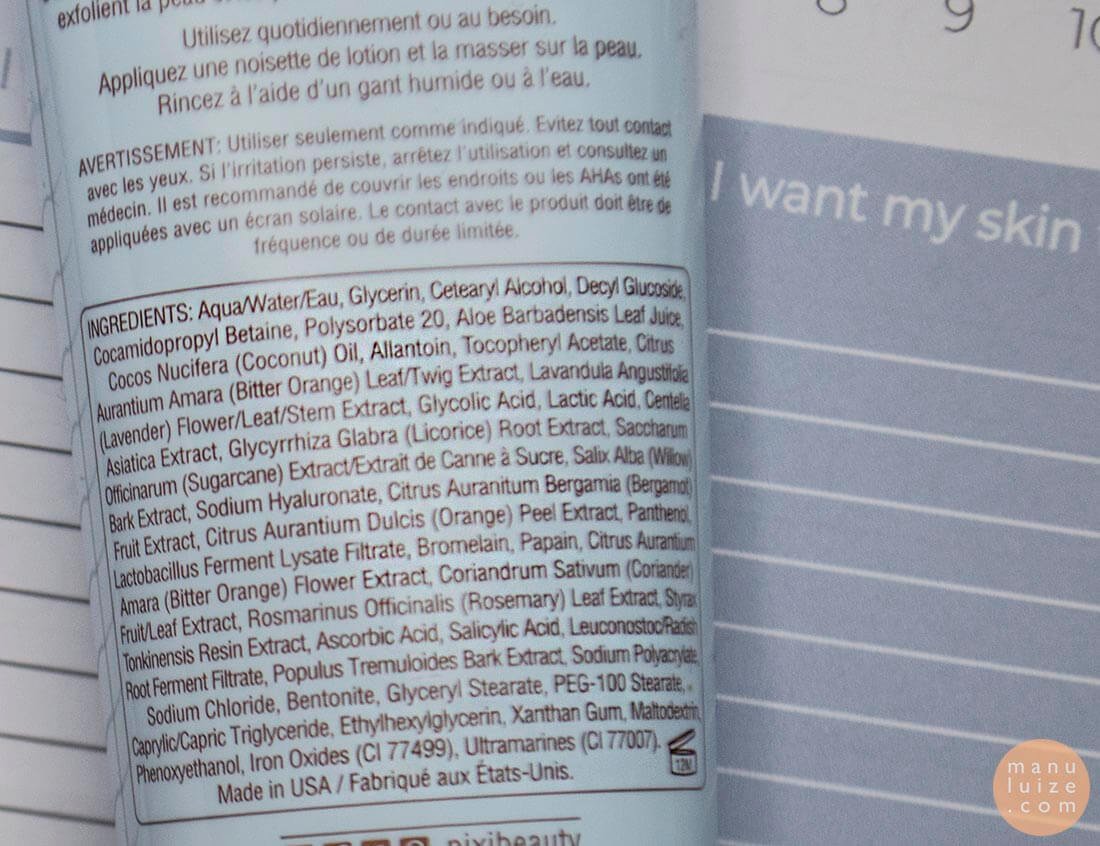 exfolient la peau
Utilisez quotidiennement ou au besoin.
Appliquez une noisette de lotion et la masser sur la peau.
Rincez à l'aide d'un gant humide ou à l'eau.
AVERTISSEMENT: Utiliser seulement comme indiqué. Evitez tout contact
avec les yeux. Si l'irritation persiste, arrêtez l'utilisation et consultez un
médecin. Il est recommandé de couvrir les endroits ou les AHAs ont été
appliquées avec un écran solaire. Le contact avec le produit doit être de
fréquence ou de durée limitée.
INGREDIENTS: Aqua/Water/Eau, Glycerin, Cetearyl Alcohol, Decyl Glucoside,
Cocamidopropyl Betaine, Polysorbate 20, Aloe Barbadensis Leaf Juice,
Cocos Nucifera (Coconut) Oil, Allantoin, Tocopheryl Acetate, Citrus
Aurantium Amara (Bitter Orange) Leaf/Twig Extract, Lavandula Angustifolia
(Lavender) Flower/Leaf/Stem Extract, Glycolic Acid, Lactic Acid, Centella
Asiatica Extract, Glycyrrhiza Glabra (Licorice) Root Extract, Saccharum
Officinarum (Sugarcane) Extract/Extrait de Canne à Sucre, Salix Alba (Willow)
Bark Extract, Sodium Hyaluronate, Citrus Auranitum Bergamia (Bergamot)
Fruit Extract, Citrus Aurantium Dulcis (Orange) Peel Extract, Panthenol,
Lactobacillus Ferment Lysate Filtrate, Bromelain, Papain, Citrus Aurantium
Amara (Bitter Orange) Flower Extract, Coriandrum Sativum (Coriander)
Fruit/Leaf Extract, Rosmarinus Officinalis (Rosemary) Leaf Extract, Styrax
Tonkinensis Resin Extract, Ascorbic Acid, Salicylic Acid, Leuconostoc/Radish
Root Ferment Filtrate, Populus Tremuloides Bark Extract, Sodium Polyacrylate,
Sodium Chloride, Bentonite, Glyceryl Stearate, PEG-100 Stearate,
Caprylic/Capric Triglyceride, Ethylhexylglycerin, Xanthan Gum, Maltodextrin,
Phenoxyethanol, Iron Oxides (CI 77499), Ultramarines (CI 77007).
12M
Made in USA / Fabriqué aux États-Unis.
pixibeauty
9
I want my skin
manu
luize
.com